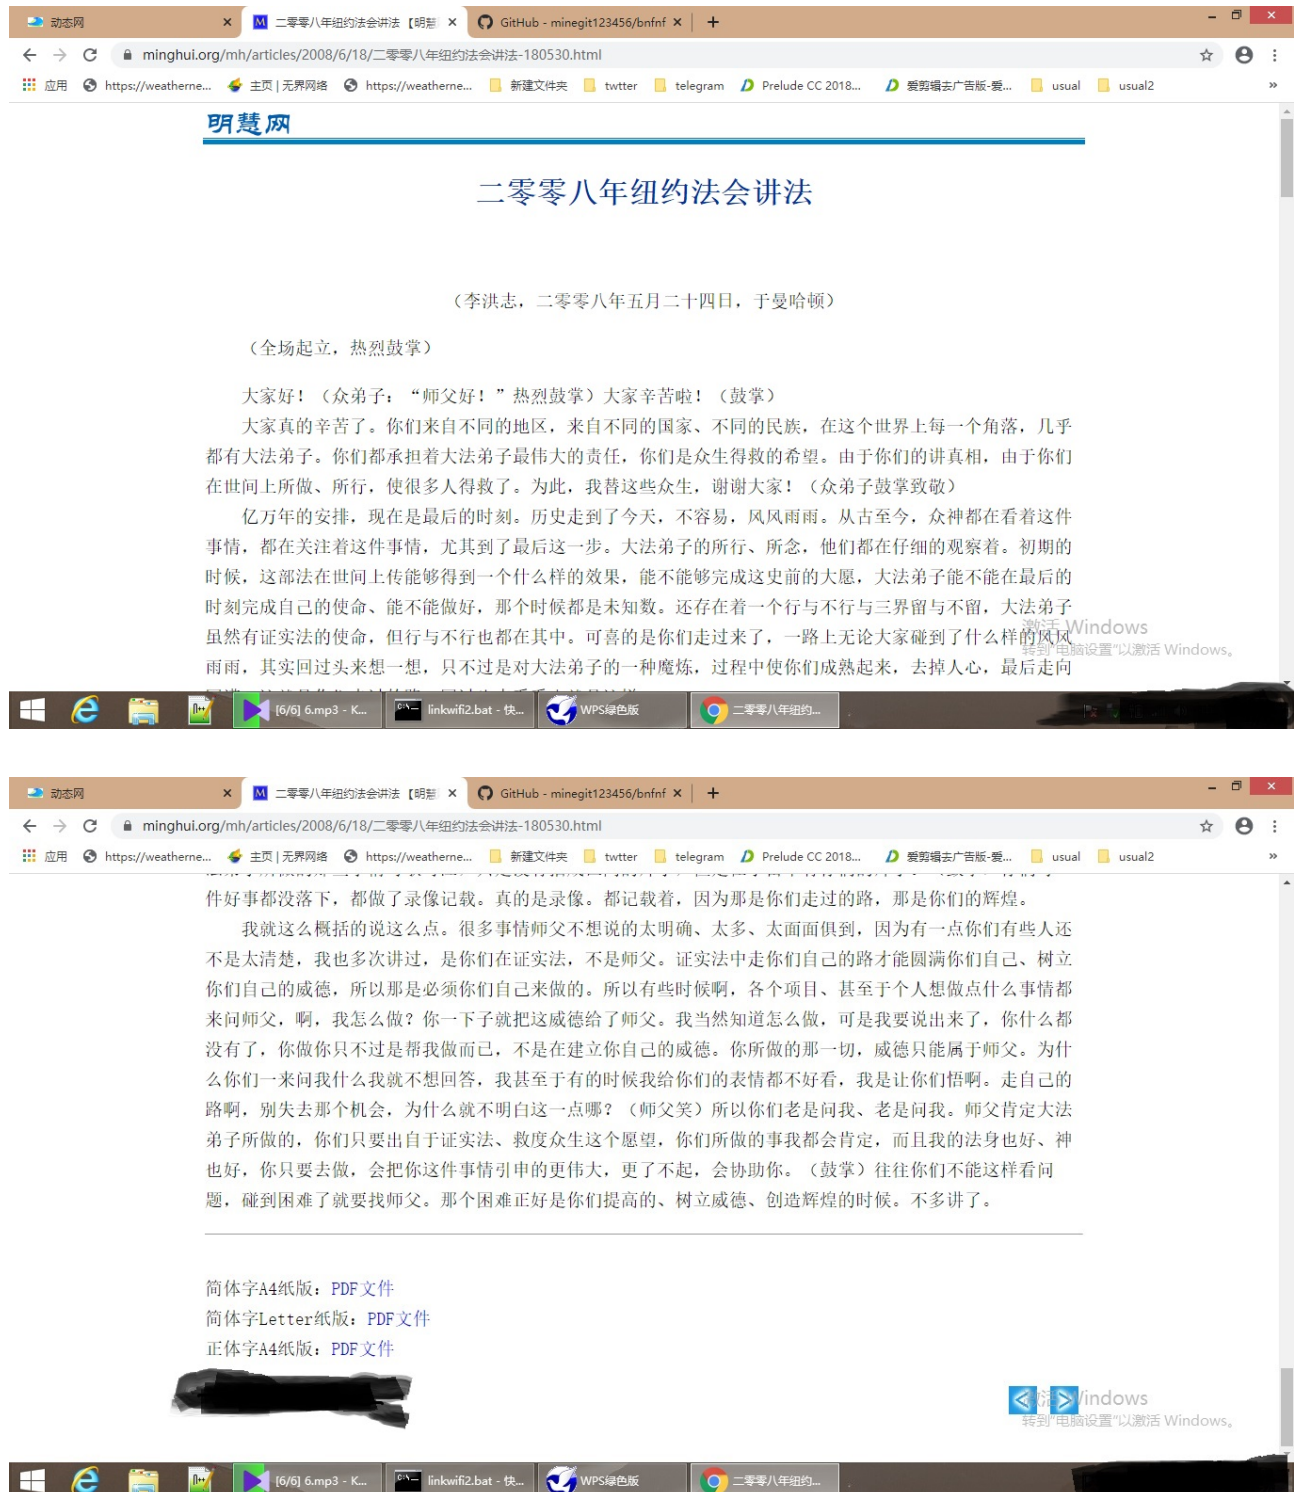 动态网
二零零八年纽约法会讲法 【明慧
GitHub - minegit123456/bnfnf
minghui.org/mh/articles/2008/6/18/二零零八年纽约法会讲法-180530.html
应用 https://weatherne... 主页 | 无界网络 https://weatherne... 新建文件夹 twtter telegram Prelude CC 2018... 爱剪辑去广告版-爱... usual usual2 »
明慧网
二零零八年纽约法会讲法
（李洪志，二零零八年五月二十四日，于曼哈顿）
（全场起立，热烈鼓掌）
大家好！（众弟子：“师父好！”热烈鼓掌）大家辛苦啦！（鼓掌）
大家真的辛苦了。你们来自不同的地区，来自不同的国家、不同的民族，在这个世界上每一个角落，几乎
都有大法弟子。你们都承担着大法弟子最伟大的责任，你们是众生得救的希望。由于你们的讲真相，由于你们
在世间上所做、所行，使很多人得救了。为此，我替这些众生，谢谢大家！（众弟子鼓掌致敬）
亿万年的安排，现在是最后的时刻。历史走到了今天，不容易，风风雨雨。从古至今，众神都在看着这件
事情，都在关注着这件事情，尤其到了最后这一步。大法弟子的所行、所念，他们都在仔细的观察着。初期的
时候，这部法在世间上传能够得到一个什么样的效果，能不能够完成这史前的大愿，大法弟子能不能在最后的
时刻完成自己的使命、能不能做好，那个时候都是未知数。还存在着一个行与不行与三界留与不留，大法弟子
虽然有证实法的使命，但行与不行也都在其中。可喜的是你们走过来了，一路上无论大家碰到了什么样的风风
雨雨，其实回过头来想一想，只不过是对大法弟子的一种魔炼，过程中使你们成熟起来，去掉人心，最后走向
激活 Windows
转到"电脑设置"以激活 Windows。
[6/6] 6.mp3 - K... linkwifi2.bat - 快... WPS绿色版 二零零八年纽约...
动态网
二零零八年纽约法会讲法 【明慧
GitHub - minegit123456/bnfnf
minghui.org/mh/articles/2008/6/18/二零零八年纽约法会讲法-180530.html
应用 https://weatherne... 主页 | 无界网络 https://weatherne... 新建文件夹 twtter telegram Prelude CC 2018... 爱剪辑去广告版-爱... usual usual2 »
件好事都没落下，都做了录像记载。真的是录像。都记载着，因为那是你们走过的路，那是你们的辉煌。
我就这么概括的说这么点。很多事情师父不想说的太明确、太多、太面面俱到，因为有一点你们有些人还
不是太清楚，我也多次讲过，是你们在证实法，不是师父。证实法中走你们自己的路才能圆满你们自己、树立
你们自己的威德，所以那是必须你们自己来做的。所以有些时候啊，各个项目、甚至于个人想做点什么事情都
来问师父，啊，我怎么做？你一下子就把这威德给了师父。我当然知道怎么做，可是我要说出来了，你什么都
没有了，你做你只不过是帮我做而已，不是在建立你自己的威德。你所做的那一切，威德只能属于师父。为什
么你们一来问我什么我就不想回答，我甚至于有的时候我给你们的表情都不好看，我是让你们悟啊。走自己的
路啊，别失去那个机会，为什么就不明白这一点哪？（师父笑）所以你们老是问我、老是问我。师父肯定大法
弟子所做的，你们只要出自于证实法、救度众生这个愿望，你们所做的事我都会肯定，而且我的法身也好、神
也好，你只要去做，会把你这件事情引申的更伟大，更了不起，会协助你。（鼓掌）往往你们不能这样看问
题，碰到困难了就要找师父。那个困难正好是你们提高的、树立威德、创造辉煌的时候。不多讲了。
简体字A4纸版：PDF文件
简体字Letter纸版：PDF文件
正体字A4纸版：PDF文件
激活 Windows
转到"电脑设置"以激活 Windows。
[6/6] 6.mp3 - K... linkwifi2.bat - 快... WPS绿色版 二零零八年纽约...